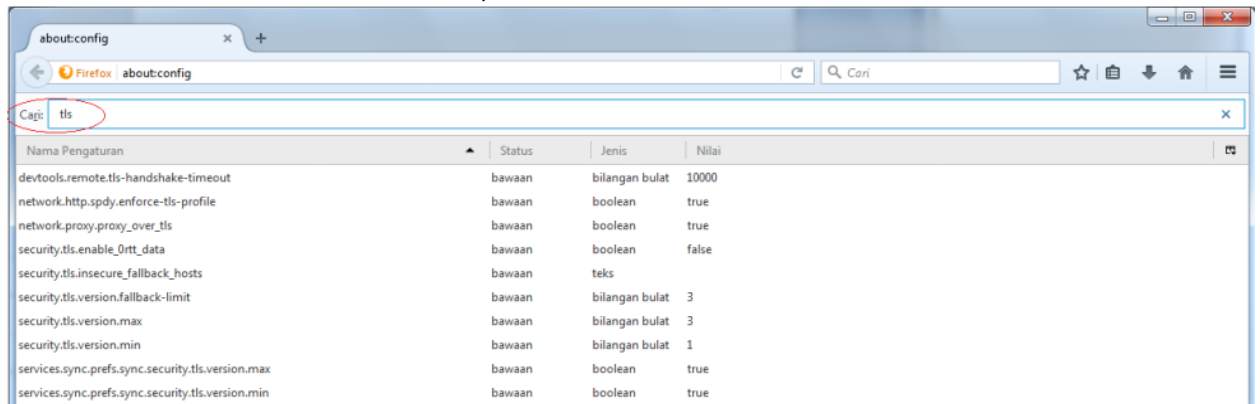 about:config
Firefox about:config Cari
Cari: tls
Nama Pengaturan Status Jenis Nilai
devtools.remote.tls-handshake-timeout bawaan bilangan bulat 10000
network.http.spdy.enforce-tls-profile bawaan boolean true
network.proxy.proxy_over_tls bawaan boolean true
security.tls.enable_0rtt_data bawaan boolean false
security.tls.insecure_fallback_hosts bawaan teks
security.tls.version.fallback-limit bawaan bilangan bulat 3
security.tls.version.max bawaan bilangan bulat 3
security.tls.version.min bawaan bilangan bulat 1
services.sync.prefs.sync.security.tls.version.max bawaan boolean true
services.sync.prefs.sync.security.tls.version.min bawaan boolean true